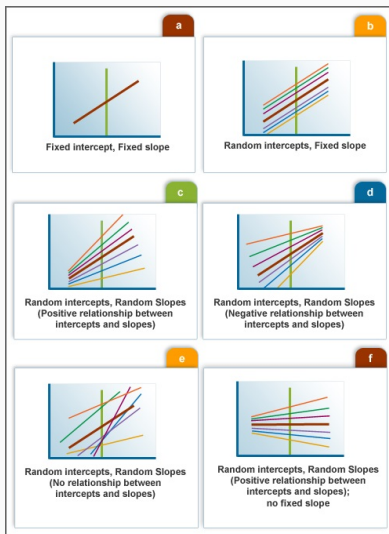 a
b
Fixed intercept, Fixed slope
Random intercepts, Fixed slope
c
d
Random intercepts, Random Slopes
(Positive relationship between
intercepts and slopes)
Random intercepts, Random Slopes
(Negative relationship between
intercepts and slopes)
e
f
Random intercepts, Random Slopes
(No relationship between
intercepts and slopes)
Random intercepts, Random Slopes
(Positive relationship between
intercepts and slopes);
no fixed slope